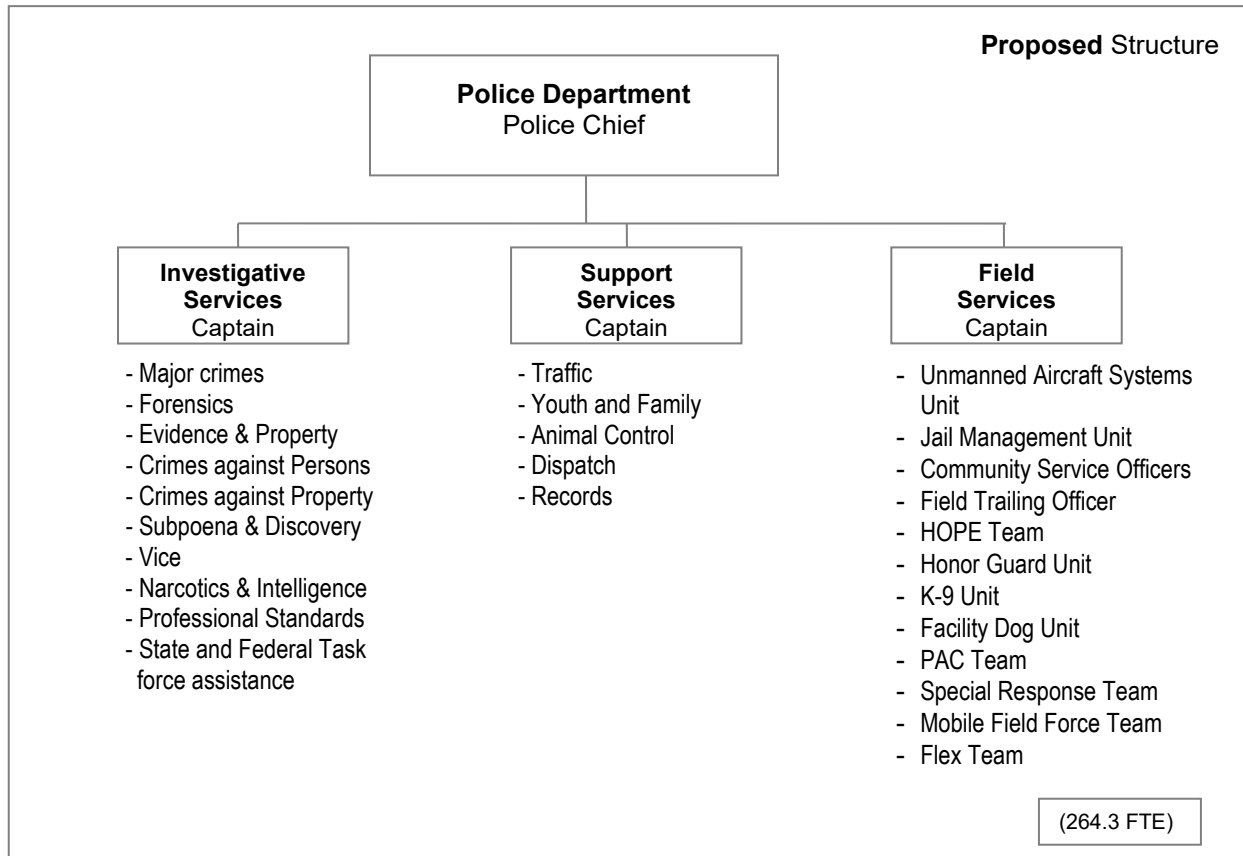 Proposed Structure
Police Department
Police Chief
Investigative
Services
Captain
- Major crimes
- Forensics
- Evidence & Property
- Crimes against Persons
- Crimes against Property
- Subpoena & Discovery
- Vice
- Narcotics & Intelligence
- Professional Standards
- State and Federal Task
force assistance
Support
Services
Captain
- Traffic
- Youth and Family
- Animal Control
- Dispatch
- Records
Field
Services
Captain
- Unmanned Aircraft Systems
Unit
- Jail Management Unit
- Community Service Officers
- Field Trailing Officer
- HOPE Team
- Honor Guard Unit
- K-9 Unit
- Facility Dog Unit
- PAC Team
- Special Response Team
- Mobile Field Force Team
- Flex Team
(264.3 FTE)